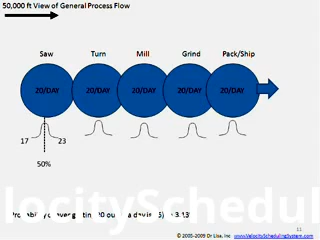 50,000 ft View of General Process Flow
Saw Turn Mill Grind Pack/Ship
20/DAY 20/DAY 20/DAY 20/DAY 20/DAY
17 23
50%
locitySchedul
11
© 2005-2009 Dr Lisa, Inc www.VelocitySchedulingSystem.com